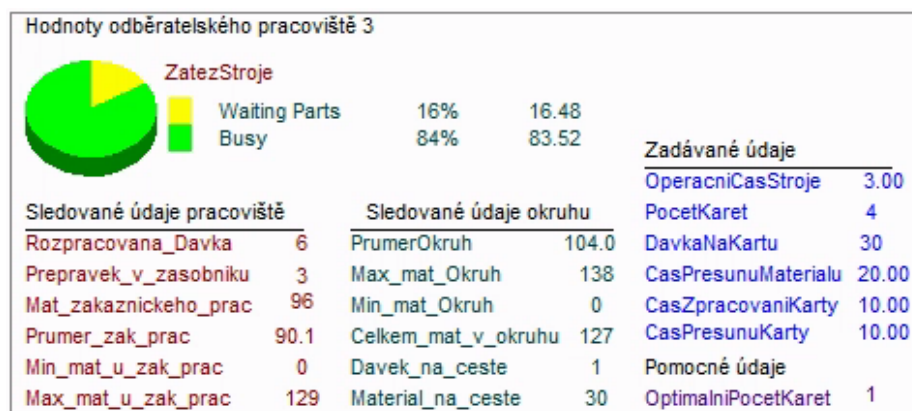 Hodnoty odběratelského pracoviště 3
ZatezStroje
Waiting Parts 16% 16.48
Busy 84% 83.52
Sledované údaje pracoviště
Rozpracovana_Davka 6
Prepravek_v_zasobniku 3
Mat_zakaznickeho_prac 96
Prumer_zak_prac 90.1
Min_mat_u_zak_prac 0
Max_mat_u_zak_prac 129
Sledované údaje okruhu
PrumerOkruh 104.0
Max_mat_Okruh 138
Min_mat_Okruh 0
Celkem_mat_v_okruhu 127
Davek_na_ceste 1
Material_na_ceste 30
Zadávané údaje
OperacniCasStroje 3.00
PocetKaret 4
DavkaNaKartu 30
CasPresunuMaterialu 20.00
CasZpracovaniKarty 10.00
CasPresunuKarty 10.00
Pomocné údaje
OptimalniPocetKaret 1